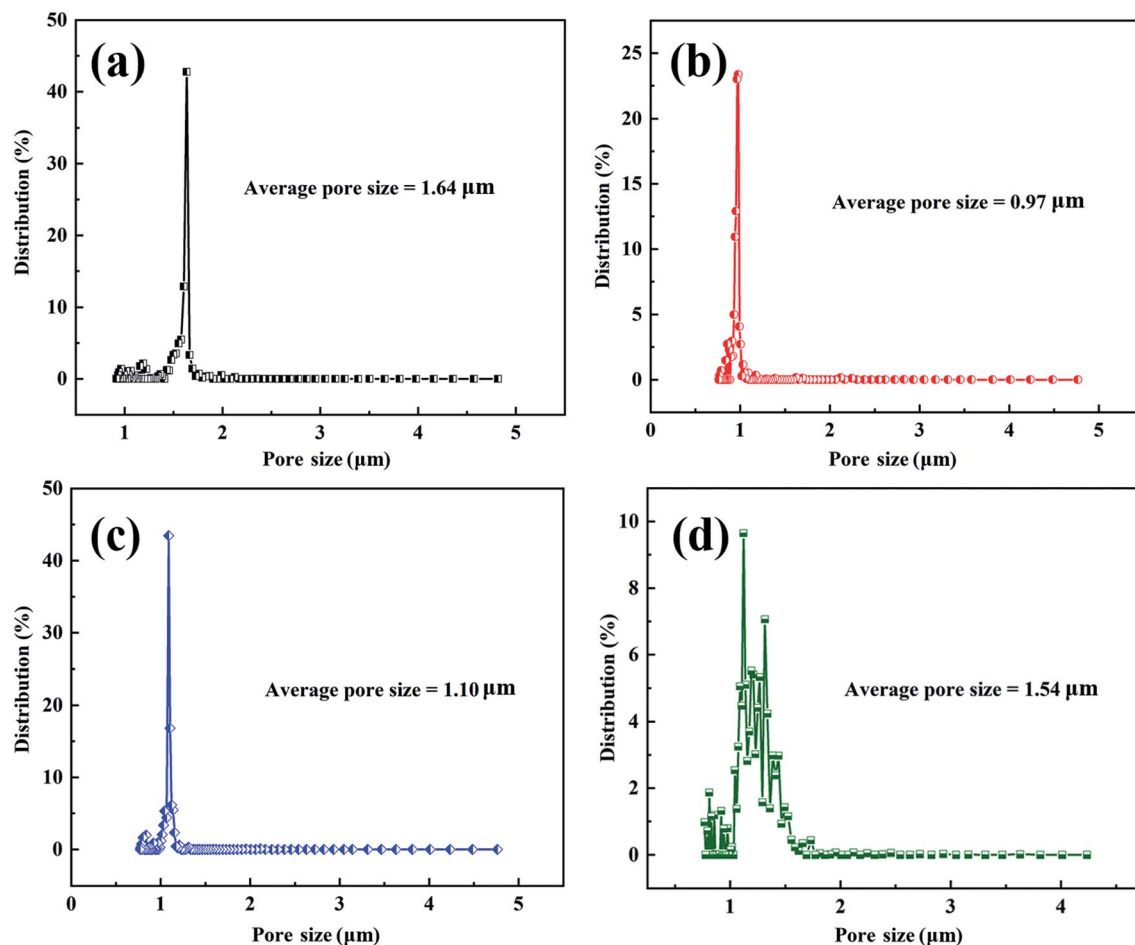 (a)
50
40
30
20
10
0
Distribution (%)
Average pore size = 1.64 μm
1 2 3 4 5
Pore size (μm)
(b)
25
20
15
10
5
0
Distribution (%)
Average pore size = 0.97 μm
0 1 2 3 4 5
Pore size (μm)
(c)
50
40
30
20
10
0
Distribution (%)
Average pore size = 1.10 μm
0 1 2 3 4 5
Pore size (μm)
(d)
10
8
6
4
2
0
Distribution (%)
Average pore size = 1.54 μm
1 2 3 4
Pore size (μm)